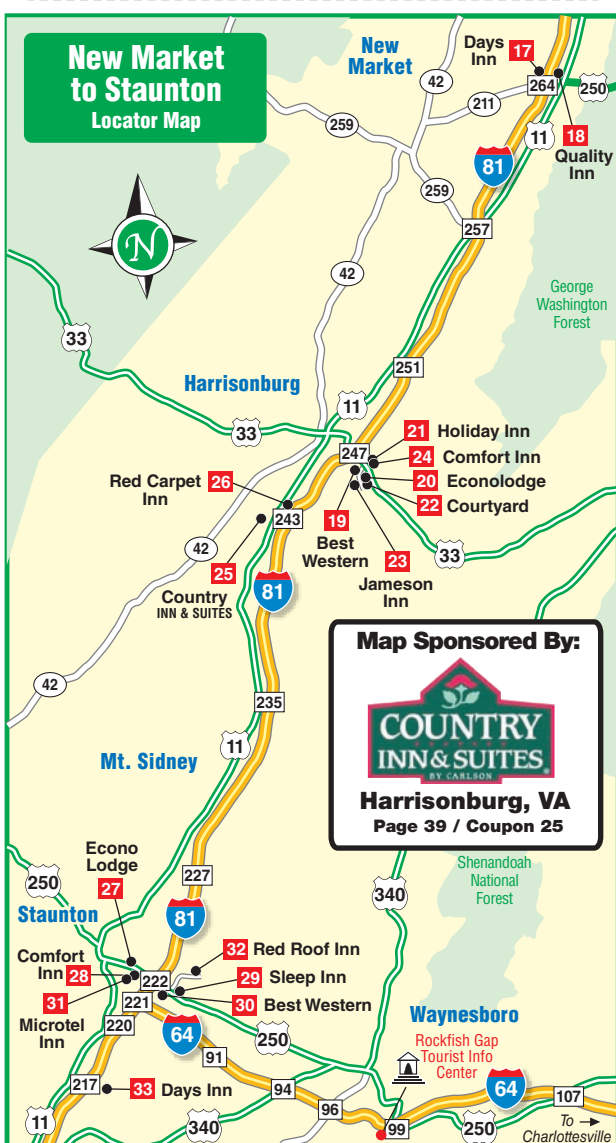 New Market
to Staunton
Locator Map
New
Market
Days
Inn
17
264
250
42
211
259
11
18
Quality
Inn
81
259
257
N
42
George
Washington
Forest
33
251
Harrisonburg
11
33
21 Holiday Inn
247
24 Comfort Inn
20 Econolodge
22 Courtyard
Red Carpet
Inn
26
243
19
Best
Western
23
Jameson
Inn
33
42
25
Country
INN & SUITES
81
Map Sponsored By:
COUNTRY
INN & SUITES
BY CARLSON
Harrisonburg, VA
Page 39 / Coupon 25
42
235
11
Mt. Sidney
Econo
Lodge
27
250
227
Shenandoah
National
Forest
340
Staunton
81
32 Red Roof Inn
Comfort
Inn 28
222
29 Sleep Inn
31
221
30 Best Western
Microtel
Inn
220
64
250
Waynesboro
Rockfish Gap
Tourist Info
Center
91
217
33 Days Inn
94
64
107
96
99
11
340
250
To
Charlottesville